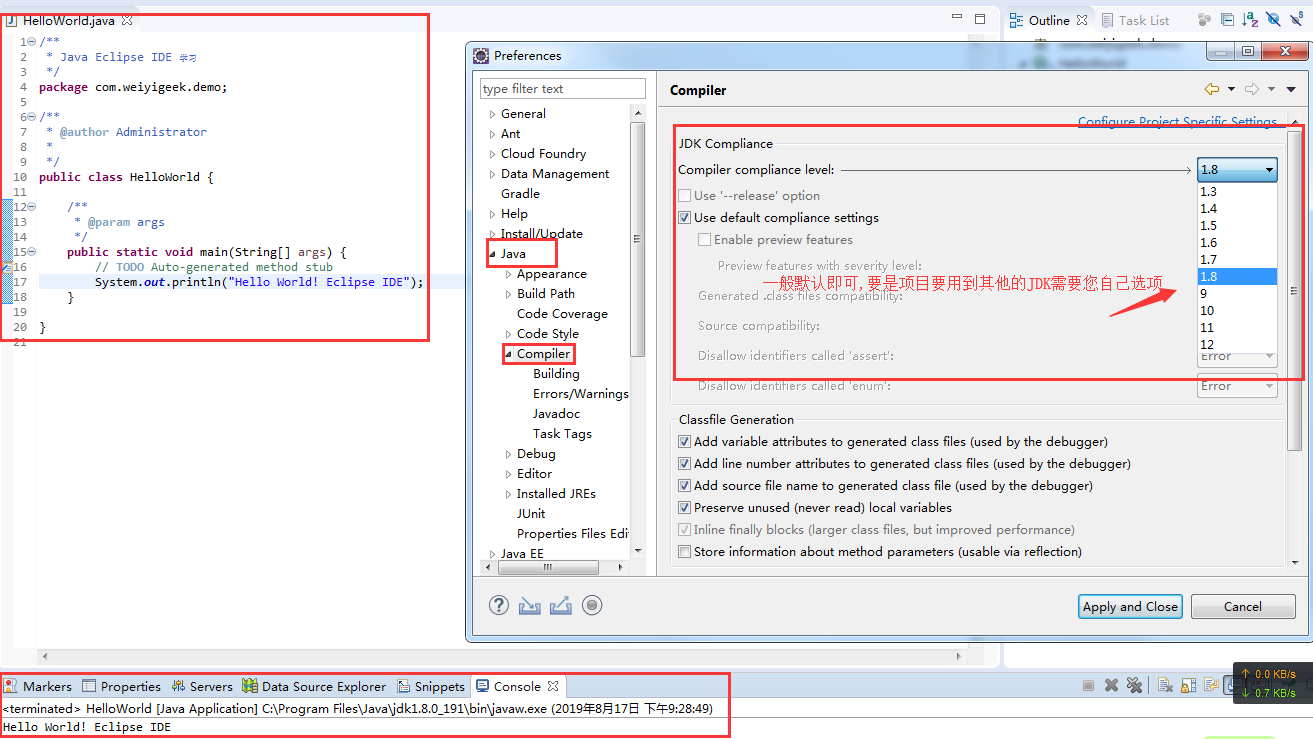 HelloWorld.java
1 /**
2 * Java Eclipse IDE 学习
3 */
4 package com.weiyigeek.demo;
5
6 /**
7 * @author Administrator
8 *
9 */
10 public class HelloWorld {
11
12 /**
13 * @param args
14 */
15 public static void main(String[] args) {
16 // TODO Auto-generated method stub
17 System.out.println("Hello World! Eclipse IDE");
18 }
19
20 }
21
Outline
Task List
Preferences
type filter text
General
Ant
Cloud Foundry
Data Management
Gradle
Help
Install/Update
Java
Appearance
Build Path
Code Coverage
Code Style
Compiler
Building
Errors/Warnings
Javadoc
Task Tags
Debug
Editor
Installed JREs
JUnit
Properties Files Edi
Java EE
Compiler
Configure Project Specific Settings
JDK Compliance
Compiler compliance level: 1.8
Use '--release' option
Use default compliance settings
Enable preview features
Preview features with severity level:
一般默认即可,要是项目要用到其他的JDK需要您自己选项
Generated .class files compatibility:
Source compatibility:
Disallow identifiers called 'assert': Error
Disallow identifiers called 'enum': Error
1.3
1.4
1.5
1.6
1.7
1.8
9
10
11
12
Classfile Generation
Add variable attributes to generated class files (used by the debugger)
Add line number attributes to generated class files (used by the debugger)
Add source file name to generated class file (used by the debugger)
Preserve unused (never read) local variables
Inline finally blocks (larger class files, but improved performance)
Store information about method parameters (usable via reflection)
Apply and Close
Cancel
Markers Properties Servers Data Source Explorer Snippets Console
<terminated> HelloWorld [Java Application] C:\Program Files\Java\jdk1.8.0_191\bin\javaw.exe (2019年8月17日 下午9:28:49)
Hello World! Eclipse IDE
↑ 0.0 KB/s
↓ 0.7 KB/s